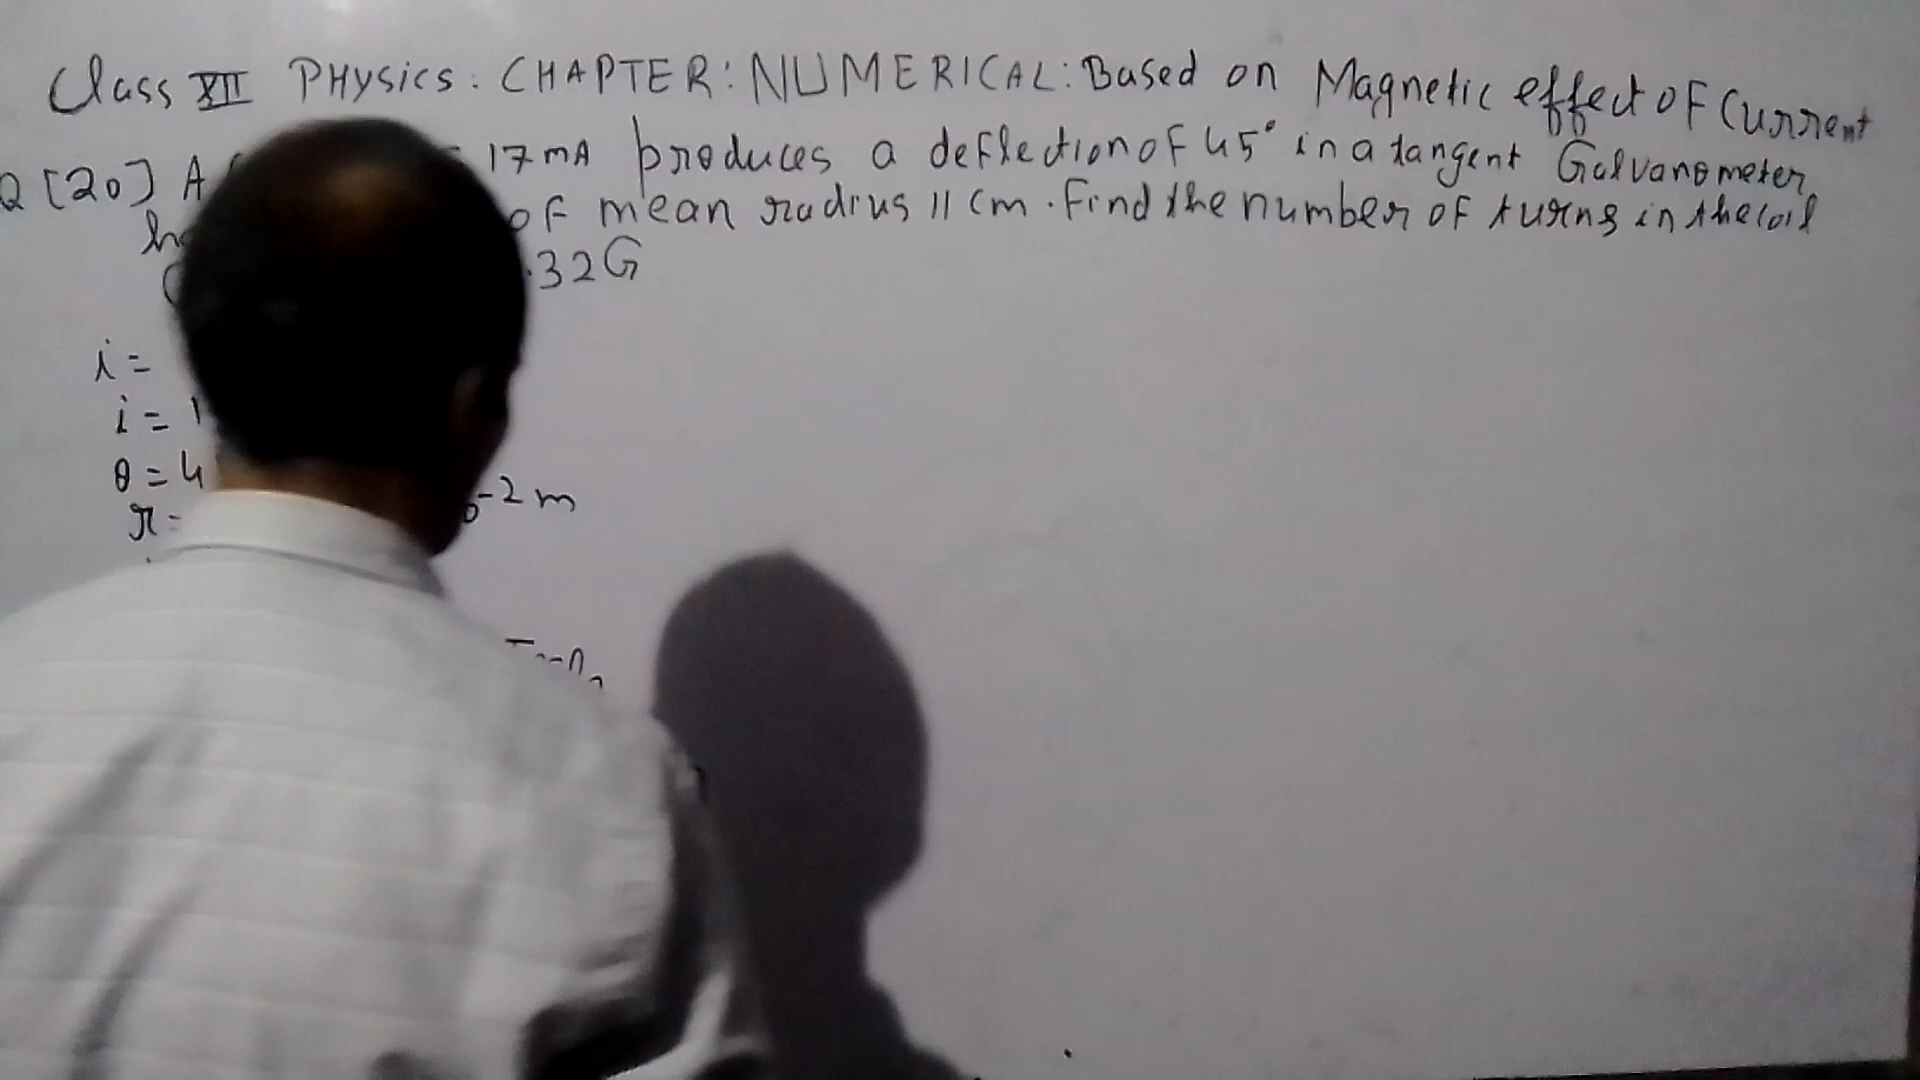 Class XII PHysics: CHAPTER: NUMERICAL: Based on Magnetic effect oF Current
Q [20] A 17mA produces a deflection oF 45° in a tangent Galvanometer
oF mean radius 11 cm. Find the number oF turns in the coil
.32G
i =
i = 1
θ = 4
r =
-2 m